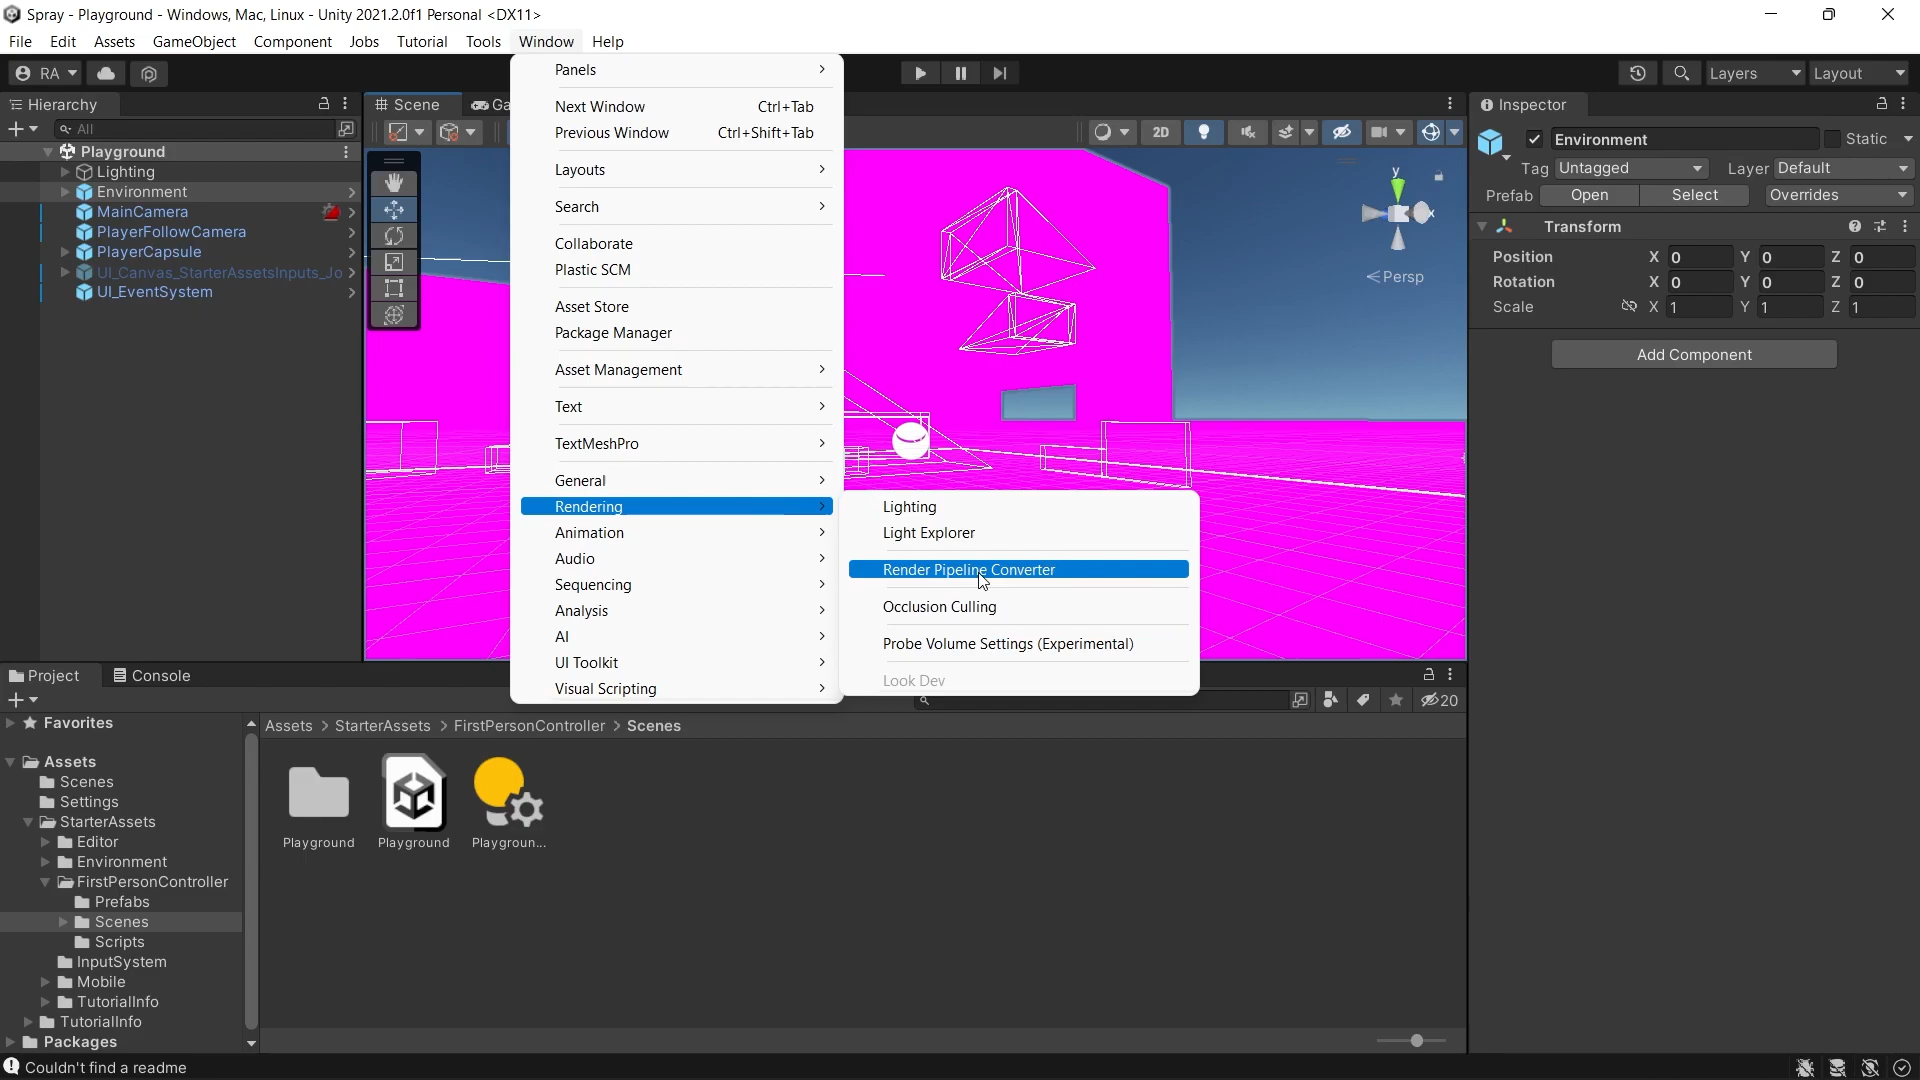 Spray - Playground - Windows, Mac, Linux - Unity 2021.2.0f1 Personal <DX11>
File Edit Assets GameObject Component Jobs Tutorial Tools Window Help
RA
Layers
Layout
Hierarchy
All
Playground
Lighting
Environment
MainCamera
PlayerFollowCamera
PlayerCapsule
UI_Canvas_StarterAssetsInputs_Jo
UI_EventSystem
Scene
Ga
2D
y
x
Persp
Panels
Next Window Ctrl+Tab
Previous Window Ctrl+Shift+Tab
Layouts
Search
Collaborate
Plastic SCM
Asset Store
Package Manager
Asset Management
Text
TextMeshPro
General
Rendering
Animation
Audio
Sequencing
Analysis
AI
UI Toolkit
Visual Scripting
Lighting
Light Explorer
Render Pipeline Converter
Occlusion Culling
Probe Volume Settings (Experimental)
Look Dev
Inspector
Environment
Static
Tag Untagged
Layer Default
Prefab Open Select Overrides
Transform
Position X 0 Y 0 Z 0
Rotation X 0 Y 0 Z 0
Scale X 1 Y 1 Z 1
Add Component
Project
Console
20
Favorites
Assets
Scenes
Settings
StarterAssets
Editor
Environment
FirstPersonController
Prefabs
Scenes
Scripts
InputSystem
Mobile
TutorialInfo
TutorialInfo
Packages
Assets > StarterAssets > FirstPersonController > Scenes
Playground
Playground
Playgroun...
Couldn't find a readme